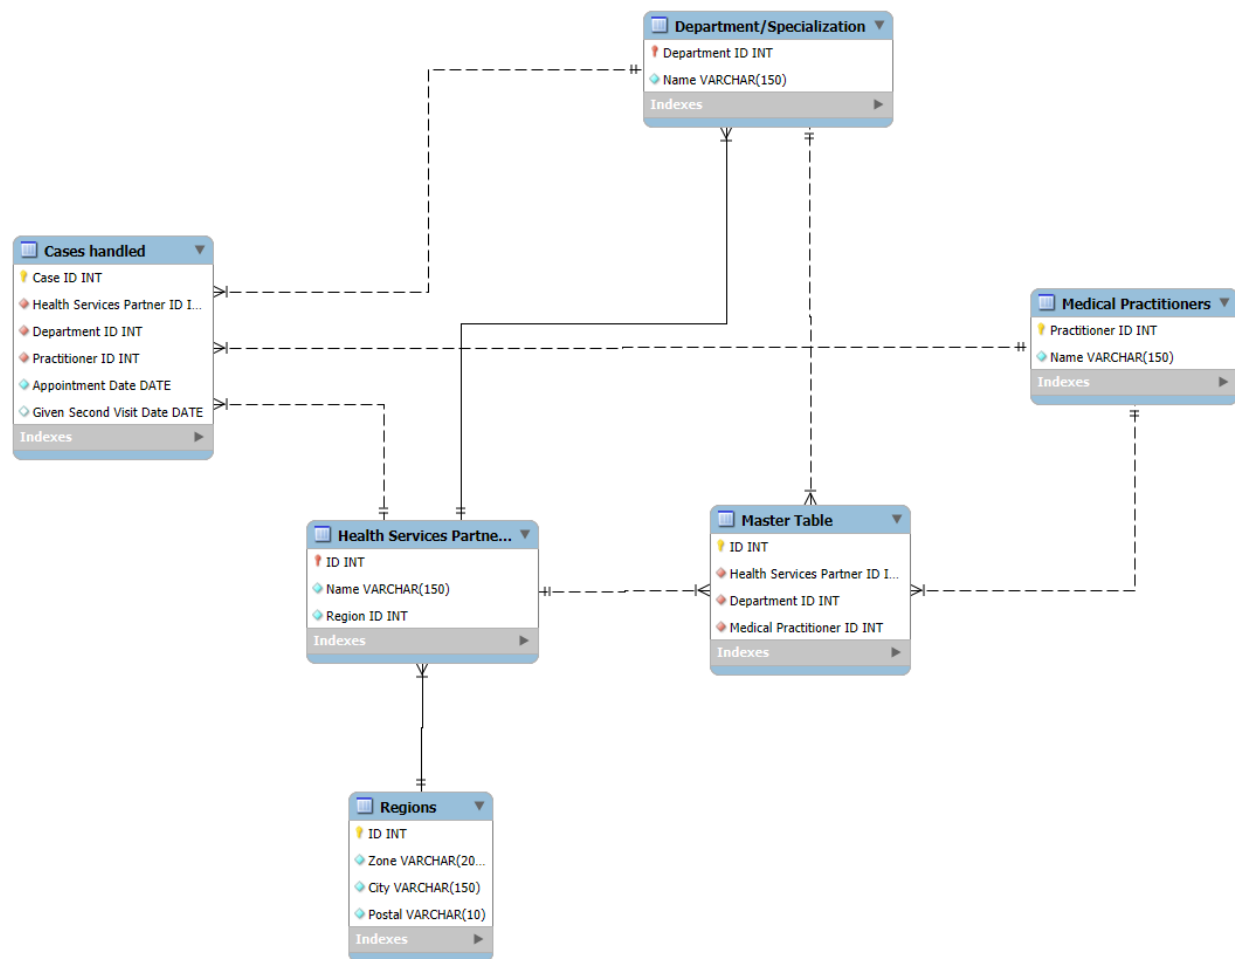 Department/Specialization
Department ID INT
Name VARCHAR(150)
Indexes
Cases handled
Case ID INT
Health Services Partner ID I...
Department ID INT
Practitioner ID INT
Appointment Date DATE
Given Second Visit Date DATE
Indexes
Medical Practitioners
Practitioner ID INT
Name VARCHAR(150)
Indexes
Health Services Partne...
ID INT
Name VARCHAR(150)
Region ID INT
Indexes
Master Table
ID INT
Health Services Partner ID I...
Department ID INT
Medical Practitioner ID INT
Indexes
Regions
ID INT
Zone VARCHAR(20...
City VARCHAR(150)
Postal VARCHAR(10)
Indexes